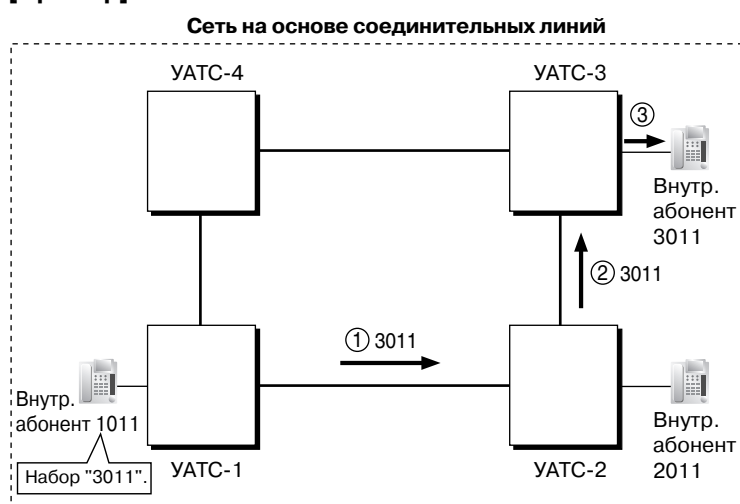 Сеть на основе соединительных линий
УАТС-4
УАТС-3
③
Внутр.
абонент
3011
② 3011
① 3011
Внутр.
абонент 1011
Набор "3011".
УАТС-1
УАТС-2
Внутр.
абонент
2011